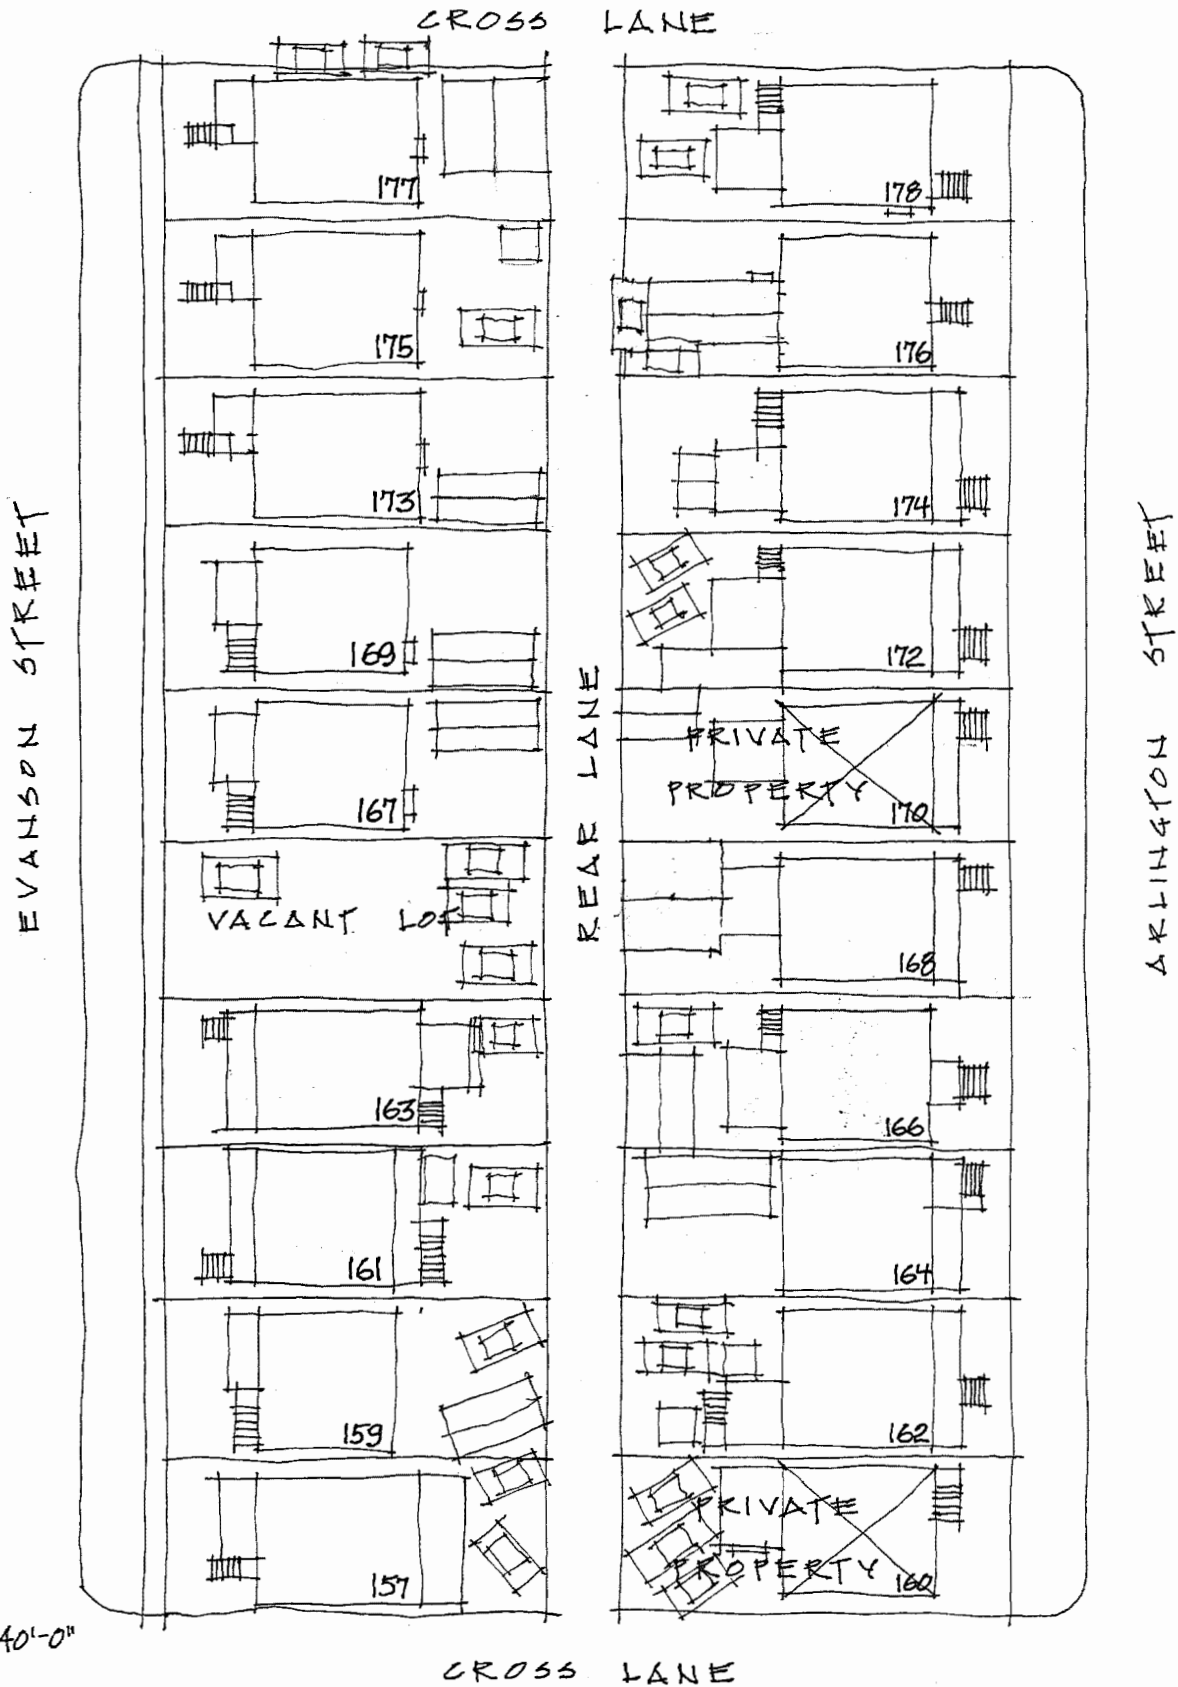 CROSS LANE
177
178
175
176
173
174
EVANSON STREET
ARLINGTON STREET
REAR LANE
169
172
167
PRIVATE
PROPERTY
170
VACANT LOT
168
163
166
161
164
159
162
157
PRIVATE
PROPERTY
160
40'-0"
CROSS LANE